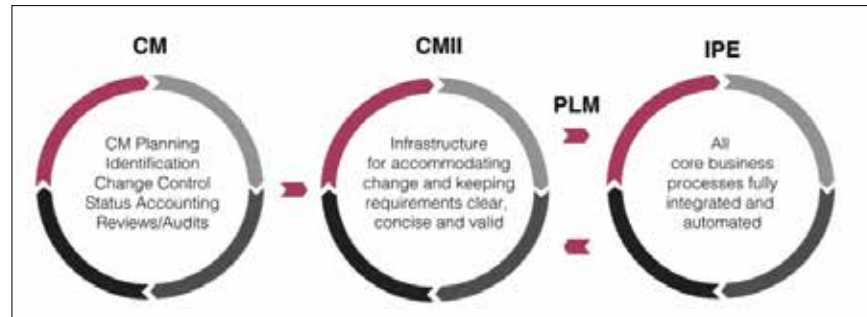 CM
CM Planning
Identification
Change Control
Status Accounting
Reviews/Audits
CMII
Infrastructure
for accommodating
change and keeping
requirements clear,
concise and valid
PLM
IPE
All
core business
processes fully
integrated and
automated